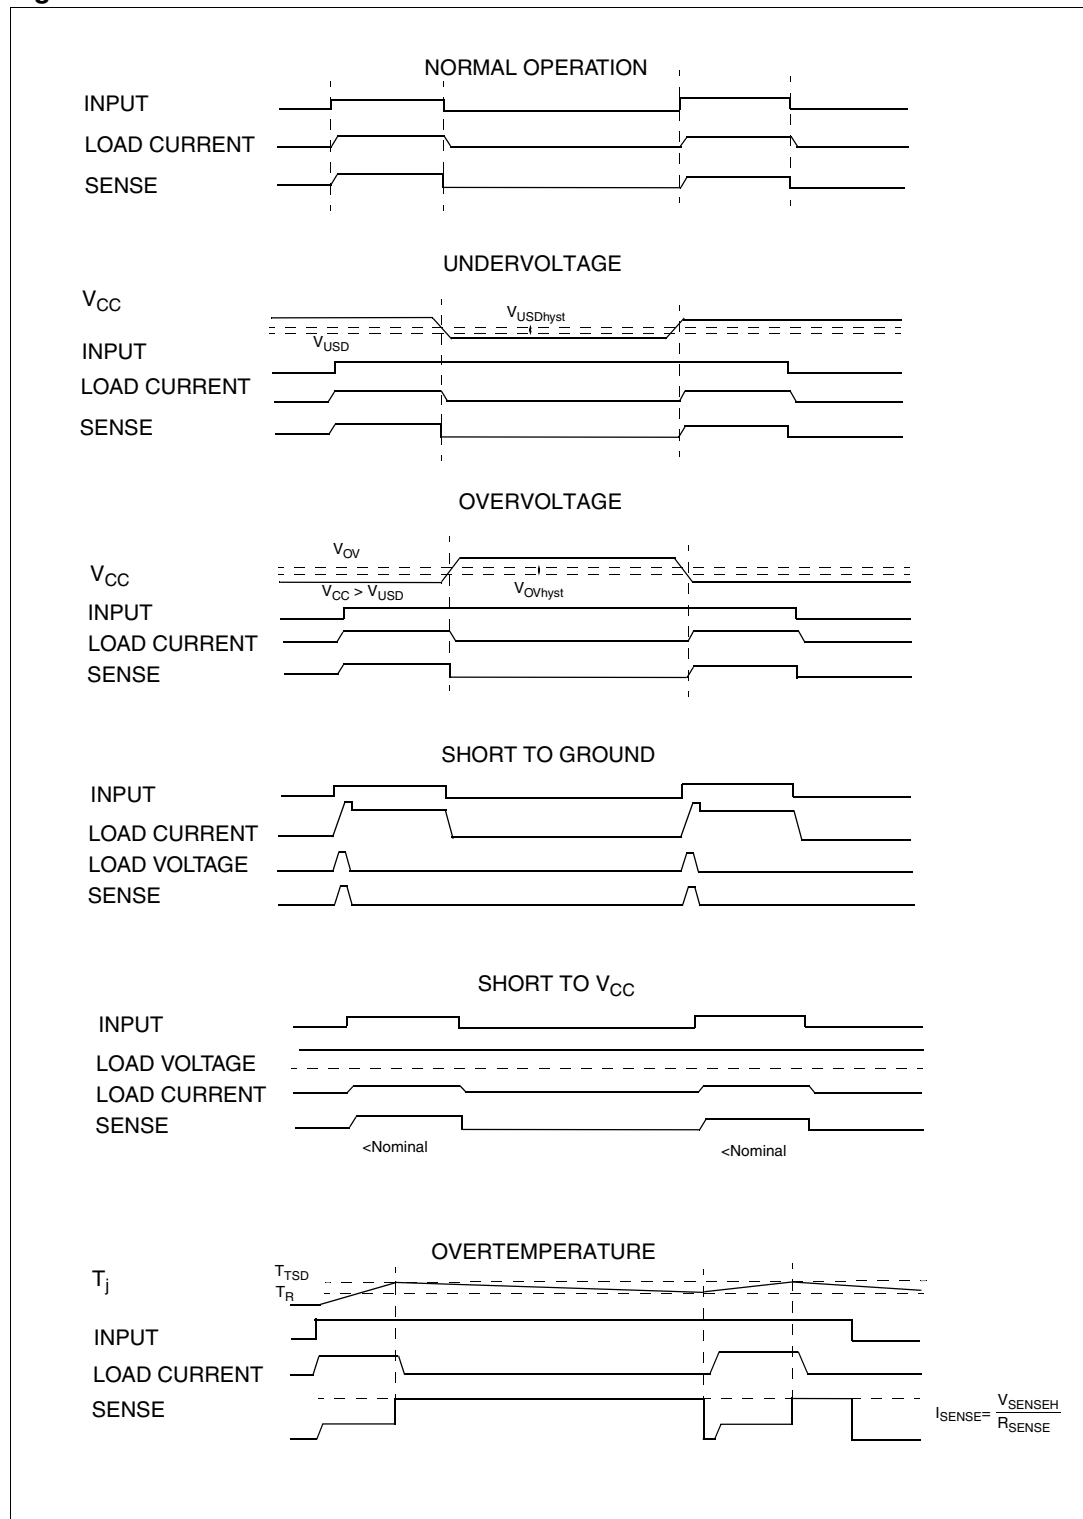 NORMAL OPERATION
INPUT
LOAD CURRENT
SENSE
UNDERVOLTAGE
VCC
VUSDhyst
VUSD
INPUT
LOAD CURRENT
SENSE
OVERVOLTAGE
VOV
VCC
VCC > VUSD
VOVhyst
INPUT
LOAD CURRENT
SENSE
SHORT TO GROUND
INPUT
LOAD CURRENT
LOAD VOLTAGE
SENSE
SHORT TO VCC
INPUT
LOAD VOLTAGE
LOAD CURRENT
SENSE
<Nominal
<Nominal
OVERTEMPERATURE
Tj
TTSD
TR
INPUT
LOAD CURRENT
SENSE
ISENSE= VSENSEH
RSENSE